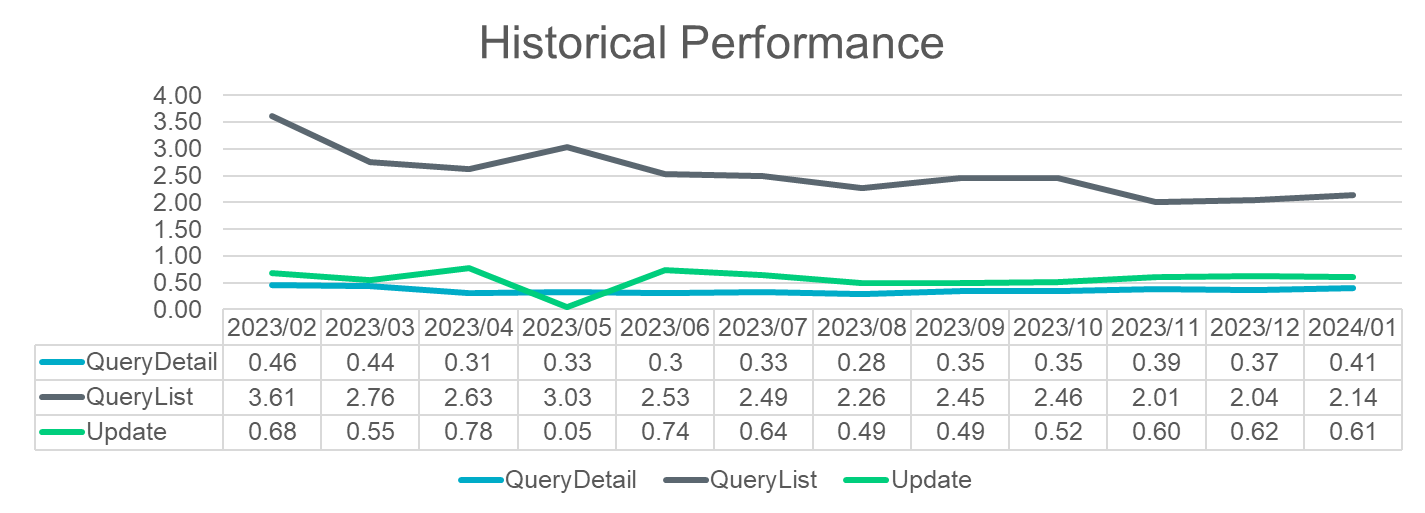 Historical Performance
4.00
3.50
3.00
2.50
2.00
1.50
1.00
0.50
0.00
2023/02 2023/03 2023/04 2023/05 2023/06 2023/07 2023/08 2023/09 2023/10 2023/11 2023/12 2024/01
QueryDetail 0.46 0.44 0.31 0.33 0.3 0.33 0.28 0.35 0.35 0.39 0.37 0.41
QueryList 3.61 2.76 2.63 3.03 2.53 2.49 2.26 2.45 2.46 2.01 2.04 2.14
Update 0.68 0.55 0.78 0.05 0.74 0.64 0.49 0.49 0.52 0.60 0.62 0.61
QueryDetail QueryList Update